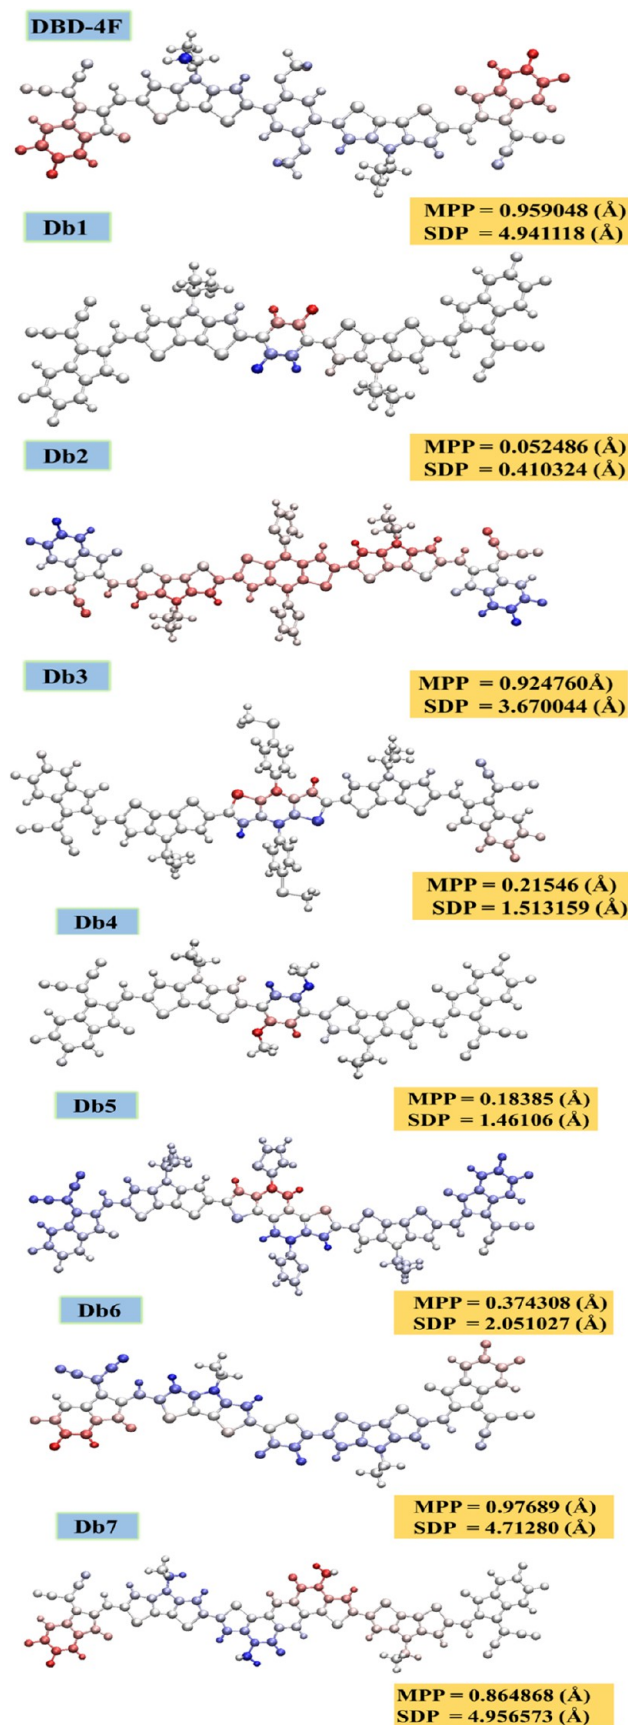 DBD-4F
MPP = 0.959048 (Å)
SDP = 4.941118 (Å)
Db1
MPP = 0.052486 (Å)
SDP = 0.410324 (Å)
Db2
MPP = 0.924760Å)
SDP = 3.670044 (Å)
Db3
MPP = 0.21546 (Å)
SDP = 1.513159 (Å)
Db4
MPP = 0.18385 (Å)
SDP = 1.46106 (Å)
Db5
MPP = 0.374308 (Å)
SDP = 2.051027 (Å)
Db6
MPP = 0.97689 (Å)
SDP = 4.71280 (Å)
Db7
MPP = 0.864868 (Å)
SDP = 4.956573 (Å)